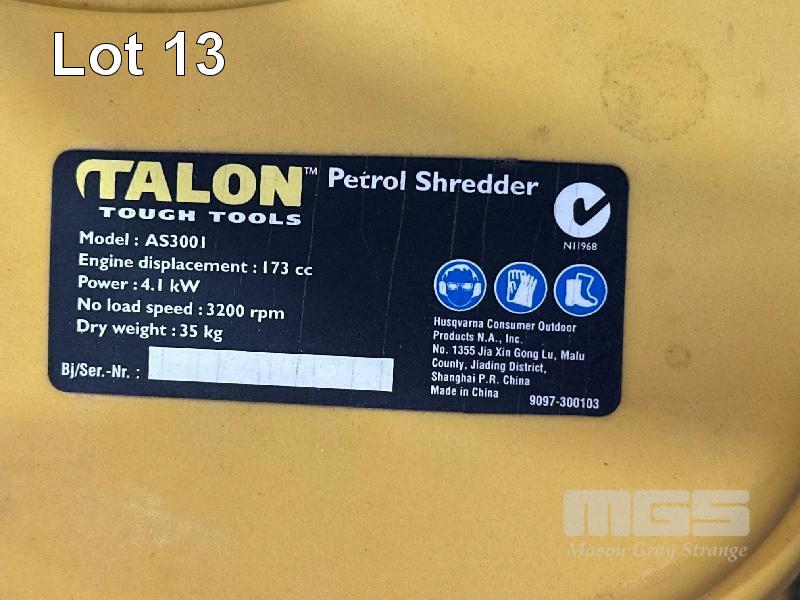 Lot 13
TALON™ Petrol Shredder
TOUGH TOOLS
N11968
Model : AS3001
Engine displacement : 173 cc
Power : 4.1 kW
No load speed : 3200 rpm
Dry weight : 35 kg
Bj/Ser.-Nr. :
Husqvarna Consumer Outdoor
Products N.A., Inc.
No. 1355 Jia Xin Gong Lu, Malu
County, Jiading District,
Shanghai P.R. China
Made in China
9097-300103
MGS
Mason Gray Strange